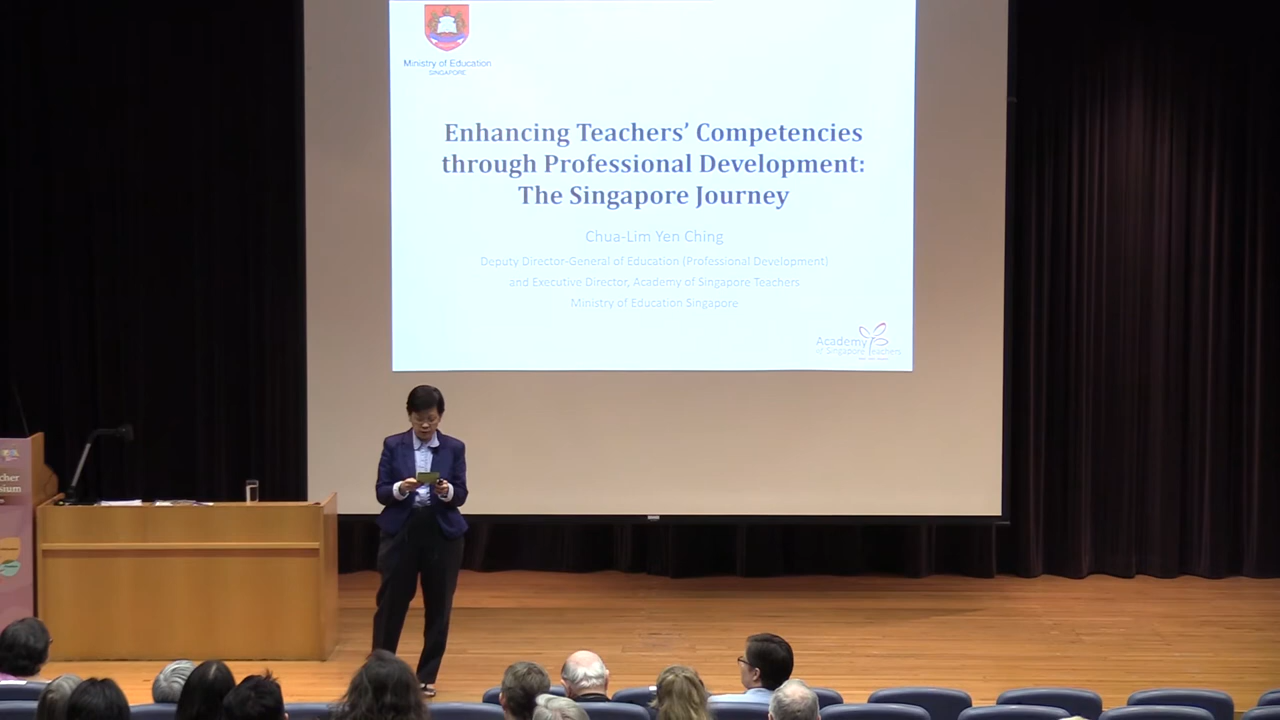 Ministry of Education
SINGAPORE
Enhancing Teachers’ Competencies
through Professional Development:
The Singapore Journey
Chua-Lim Yen Ching
Deputy Director-General of Education (Professional Development)
and Executive Director, Academy of Singapore Teachers
Ministry of Education Singapore
Academy
of Singapore Teachers
cher
sium